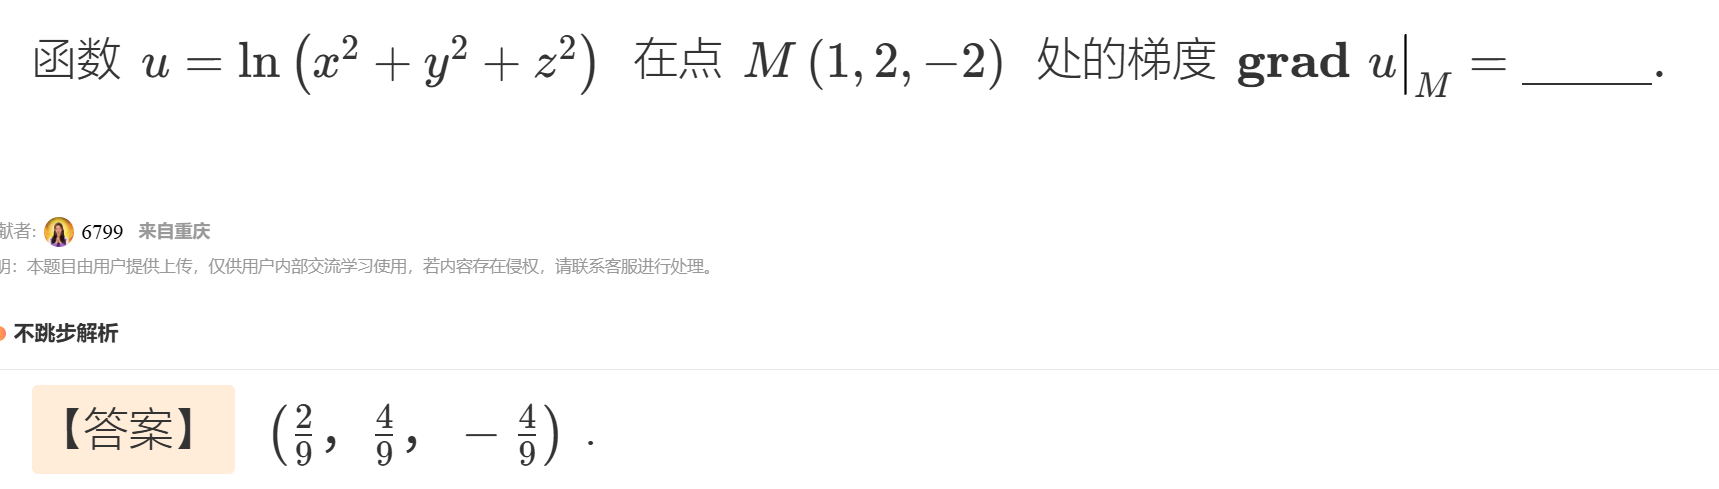 函数 u = ln (x² + y² + z²) 在点 M (1, 2, −2) 处的梯度 grad u|_M = ______.
献者: 6799 来自重庆
明：本题目由用户提供上传，仅供用户内部交流学习使用，若内容存在侵权，请联系客服进行处理。
不跳步解析
【答案】 (2/9, 4/9, −4/9) .